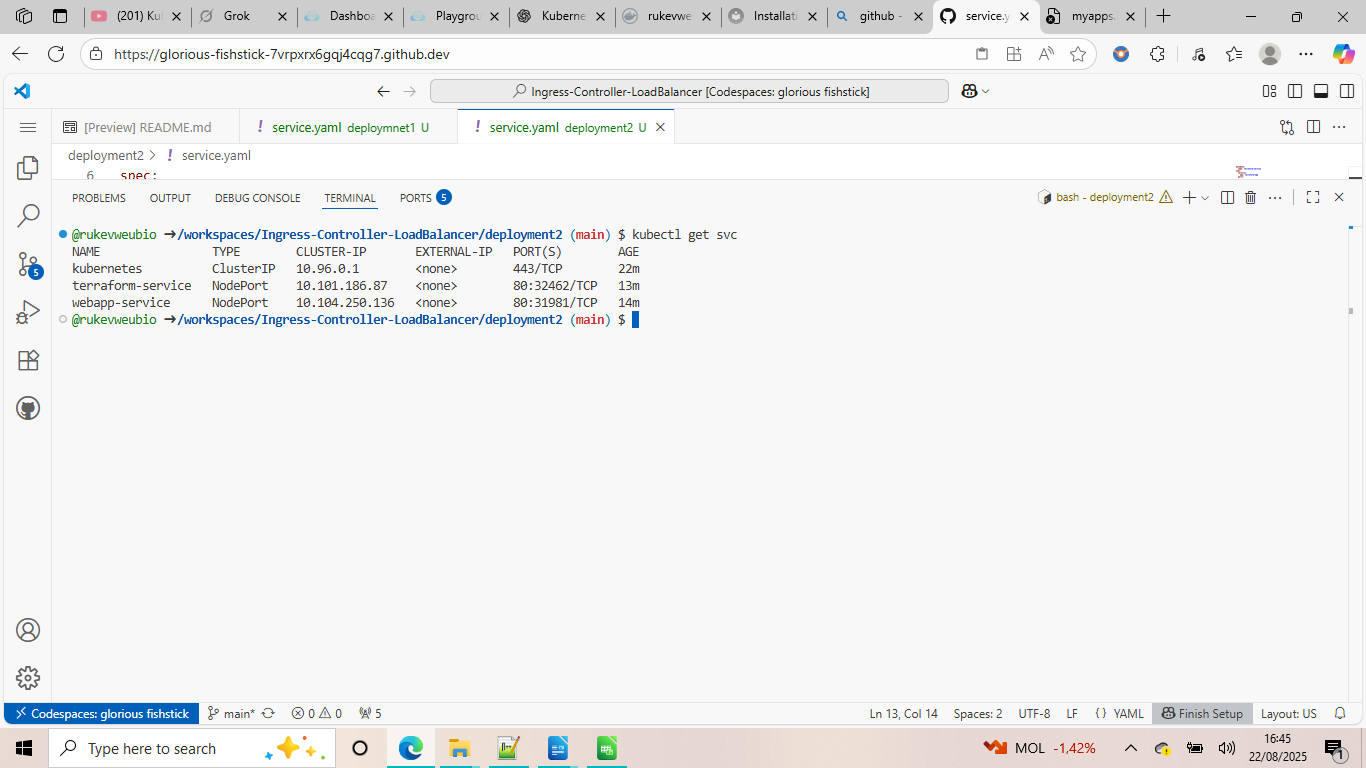 (201) Kul
Grok
Dashboa
Playgrou
Kuberne
rukevwe
Installati
github -
service.y
myapps.
https://glorious-fishstick-7vrpxrx6gqj4cqg7.github.dev
Ingress-Controller-LoadBalancer [Codespaces: glorious fishstick]
[Preview] README.md
! service.yaml deploymnet1 U
! service.yaml deployment2 U
deployment2 > ! service.yaml
6 spec:
PROBLEMS OUTPUT DEBUG CONSOLE TERMINAL PORTS 5
bash - deployment2
@rukevweubio ➜/workspaces/Ingress-Controller-LoadBalancer/deployment2 (main) $ kubectl get svc
NAME TYPE CLUSTER-IP EXTERNAL-IP PORT(S) AGE
kubernetes ClusterIP 10.96.0.1 <none> 443/TCP 22m
terraform-service NodePort 10.101.186.87 <none> 80:32462/TCP 13m
webapp-service NodePort 10.104.250.136 <none> 80:31981/TCP 14m
@rukevweubio ➜/workspaces/Ingress-Controller-LoadBalancer/deployment2 (main) $
5
Codespaces: glorious fishstick main* 0 0 5
Ln 13, Col 14 Spaces: 2 UTF-8 LF {} YAML Finish Setup Layout: US
Type here to search
MOL -1,42%
16:45
22/08/2025
1